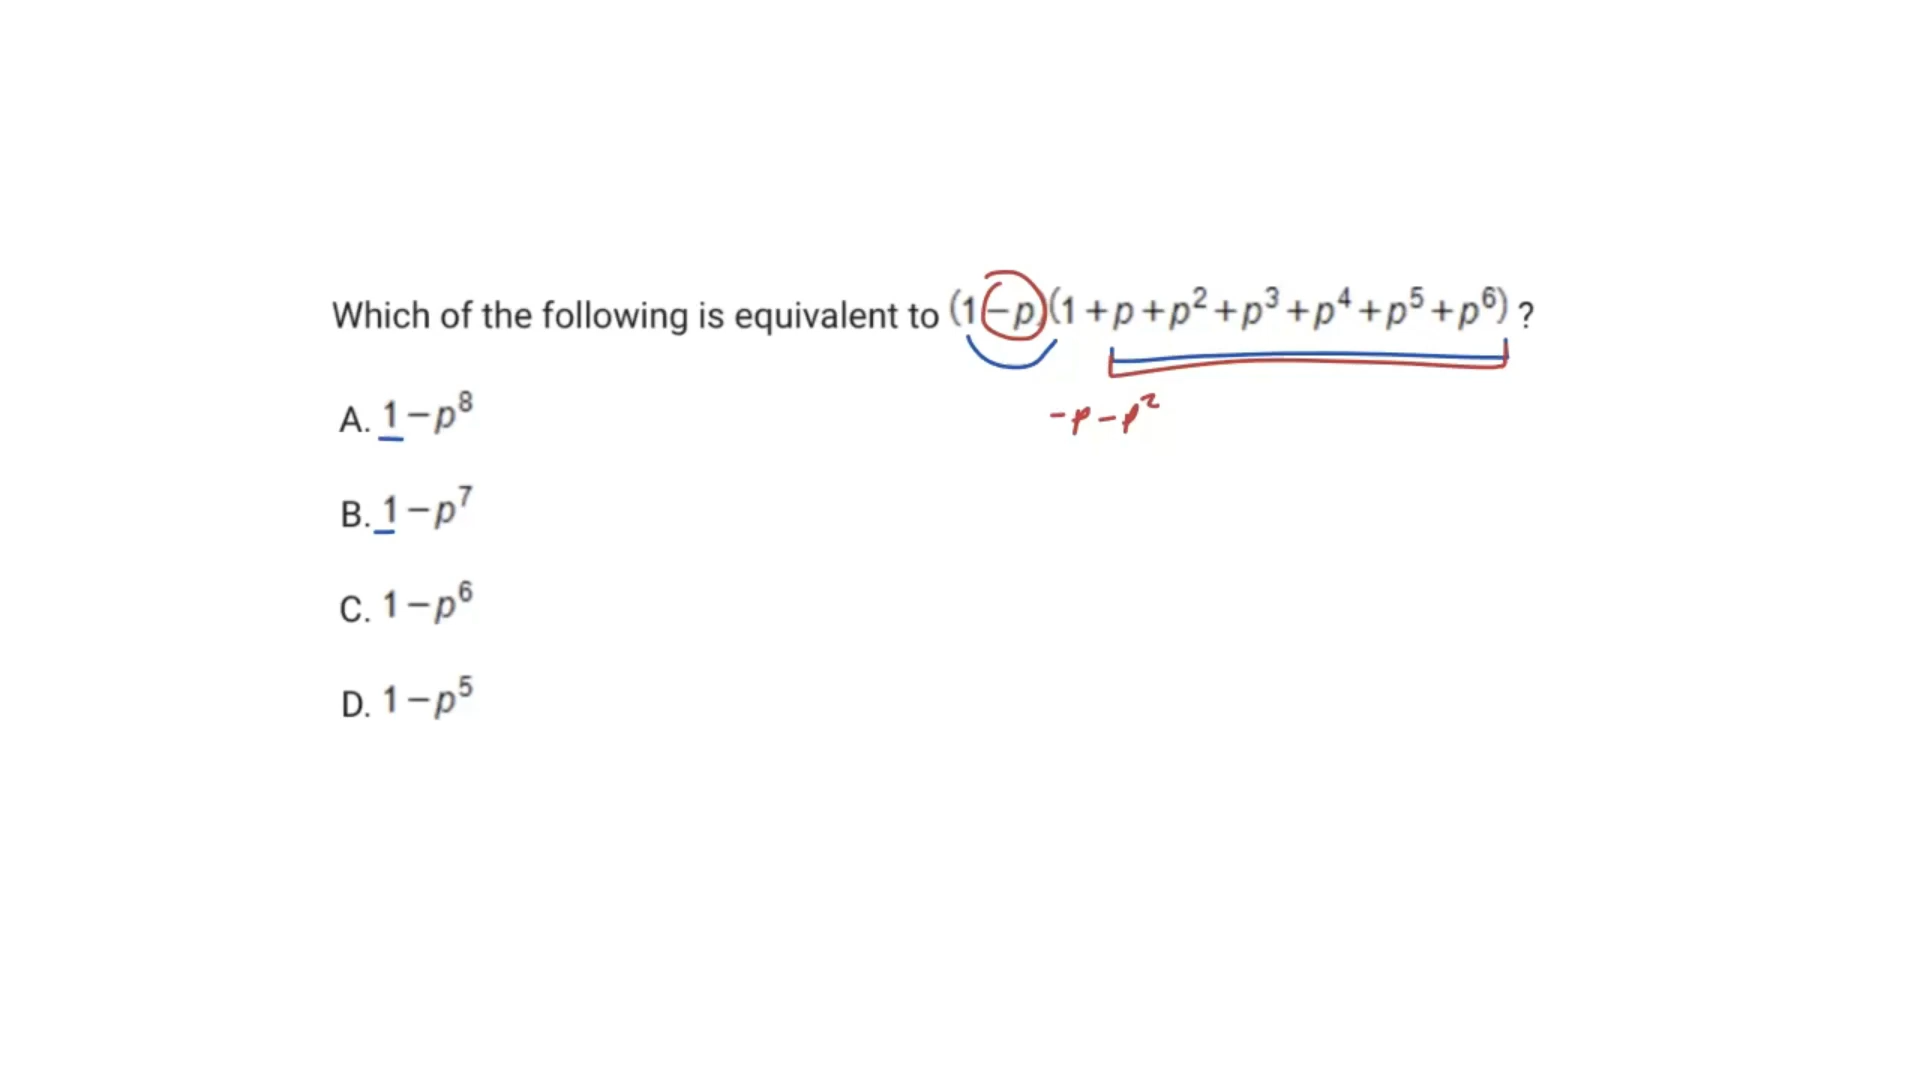 Which of the following is equivalent to (1−p)(1+p+p²+p³+p⁴+p⁵+p⁶)?
−p−p²
A. 1−p⁸
B. 1−p⁷
C. 1−p⁶
D. 1−p⁵